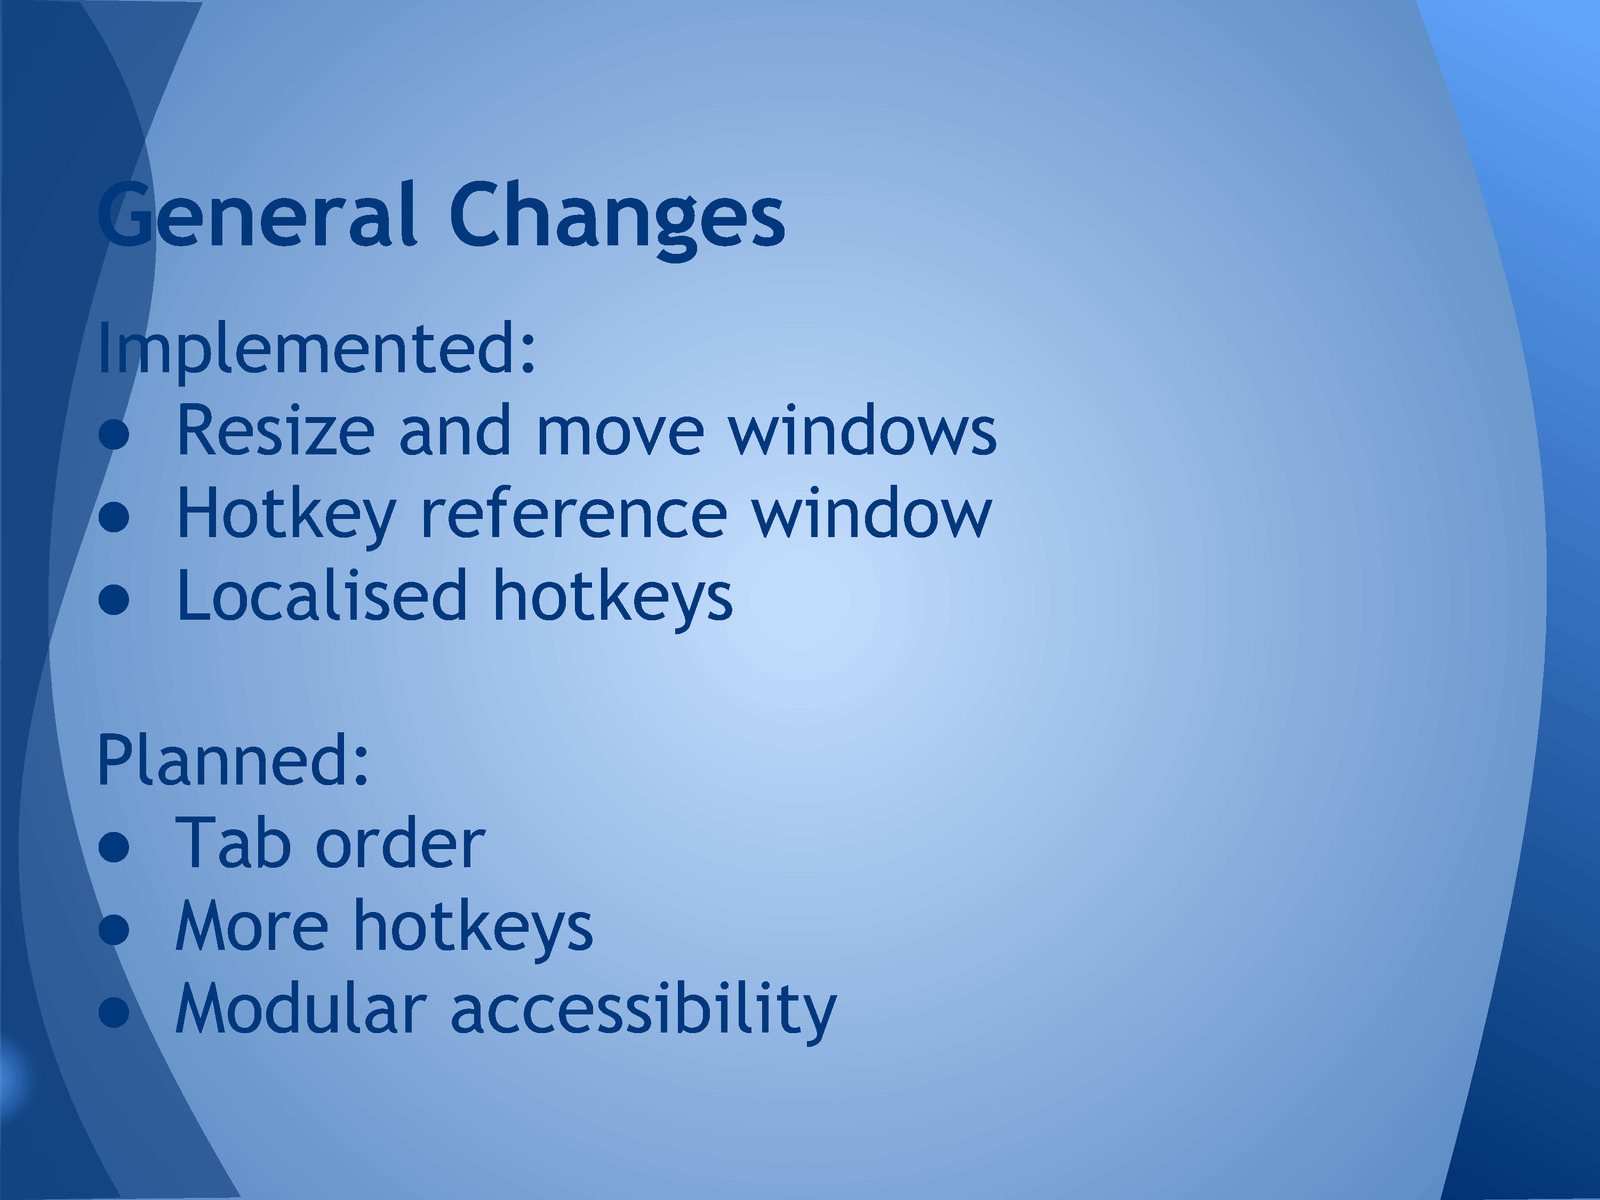 General Changes
Implemented:
● Resize and move windows
● Hotkey reference window
● Localised hotkeys
Planned:
● Tab order
● More hotkeys
● Modular accessibility